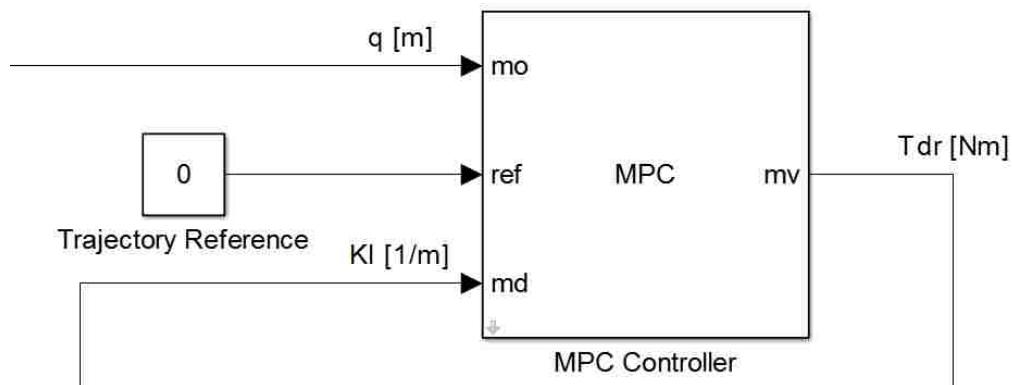 q [m]
mo
Tdr [Nm]
0
ref
MPC
mv
Trajectory Reference
Kl [1/m]
md
MPC Controller